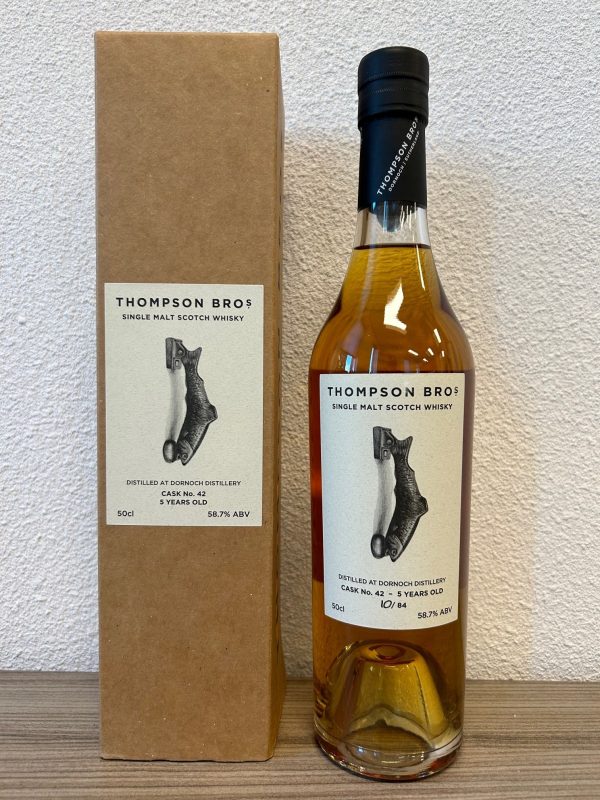 THOMPSON BROS
SINGLE MALT SCOTCH WHISKY
DISTILLED AT DORNOCH DISTILLERY
CASK No. 42
5 YEARS OLD
50cl
58.7% ABV
THOMPSON BROS
DORNOCH | SUTHERLAND
THOMPSON BROS
SINGLE MALT SCOTCH WHISKY
DISTILLED AT DORNOCH DISTILLERY
CASK No. 42 – 5 YEARS OLD
10/84
50cl
58.7% ABV